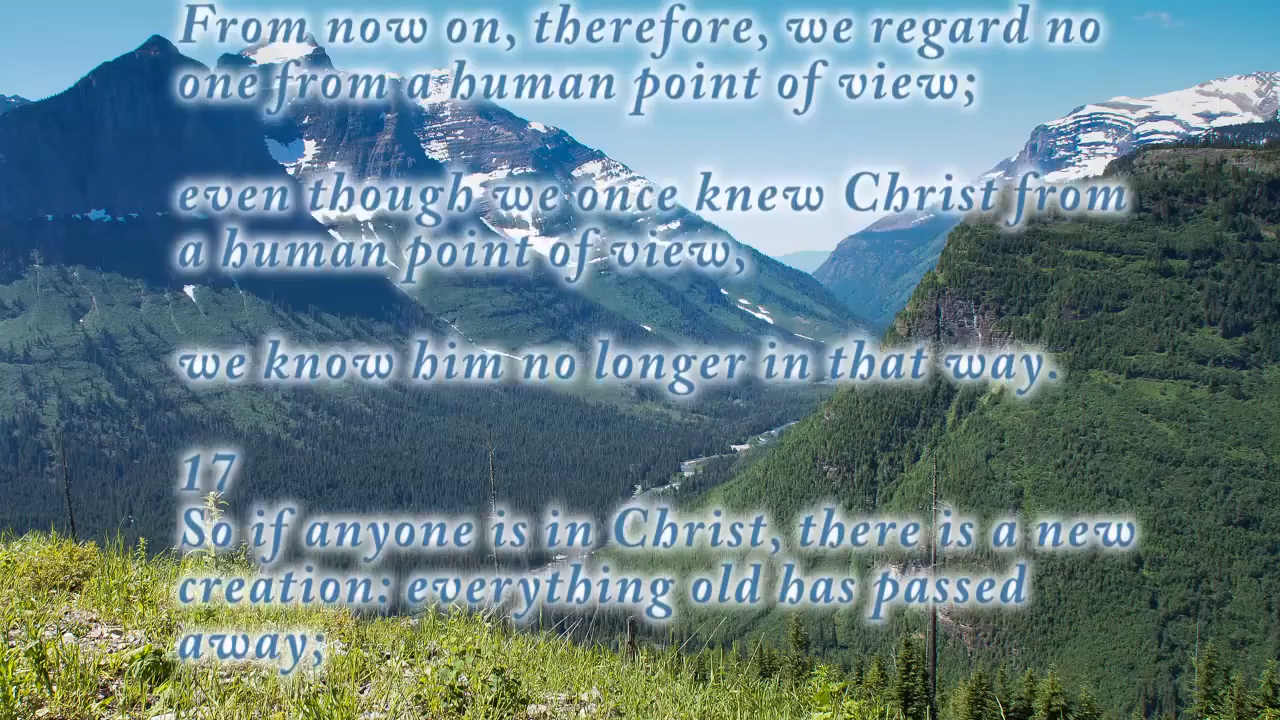 From now on, therefore, we regard no
one from a human point of view;
even though we once knew Christ from
a human point of view,
we know him no longer in that way.
17
So if anyone is in Christ, there is a new
creation: everything old has passed
away;